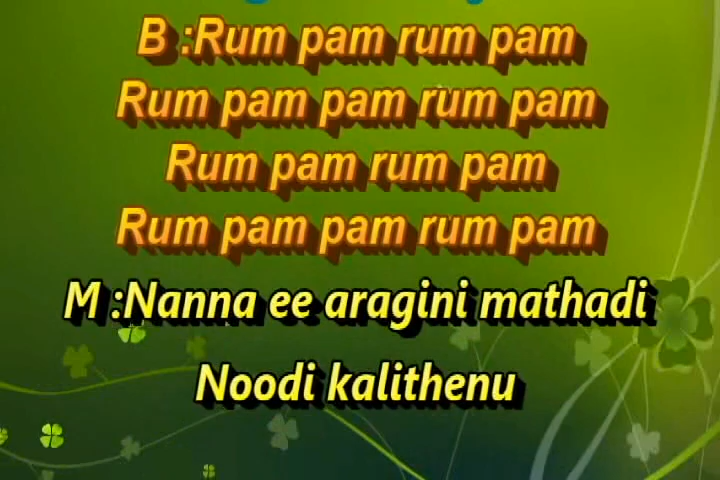 B :Rum pam rum pam
Rum pam pam rum pam
Rum pam rum pam
Rum pam pam rum pam
M :Nanna ee aragini mathadi
Noodi kalithenu